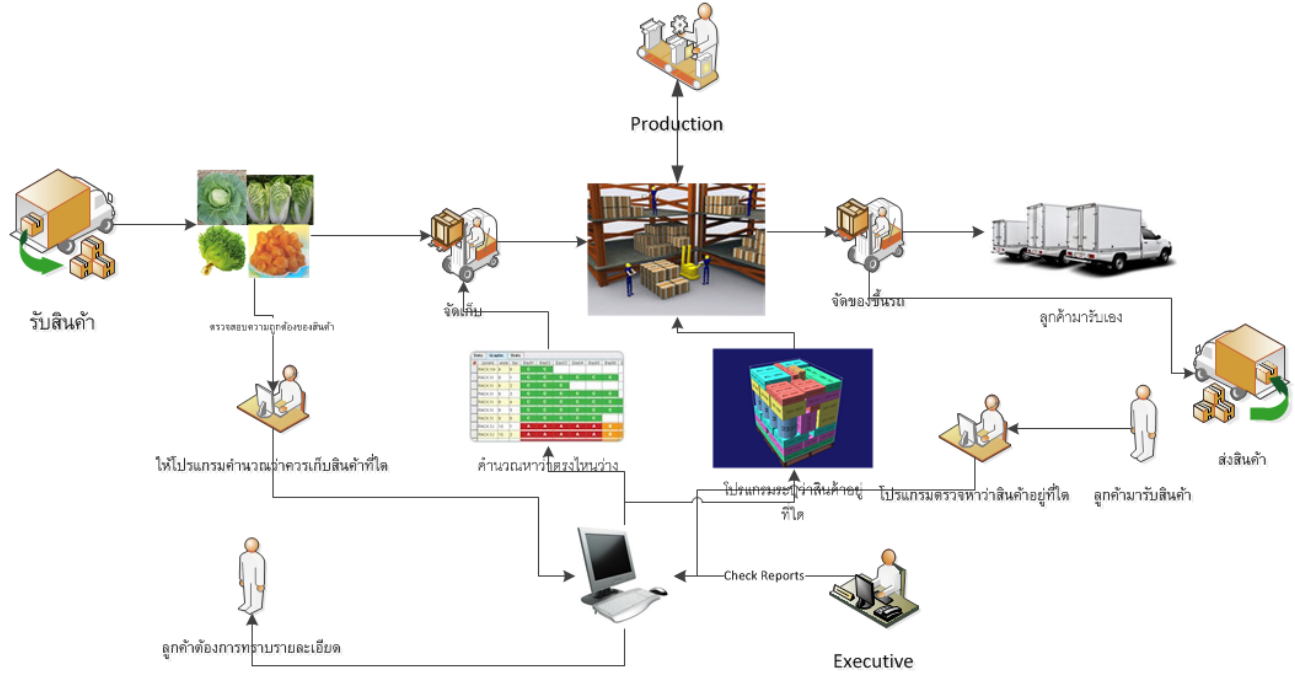 Production
รับสินค้า
ตรวจสอบความถูกต้องของสินค้า
จัดเก็บ
จัดของขึ้นรถ
ลูกค้ามารับเอง
ให้โปรแกรมคำนวณว่าควรเก็บสินค้าที่ใด
คำนวณหาว่าตรงไหนว่าง
โปรแกรมระบุว่าสินค้าอยู่
ที่ใด
โปรแกรมตรวจหาว่าสินค้าอยู่ที่ใด
ลูกค้ามารับสินค้า
ส่งสินค้า
Check Reports
ลูกค้าต้องการทราบรายละเอียด
Executive